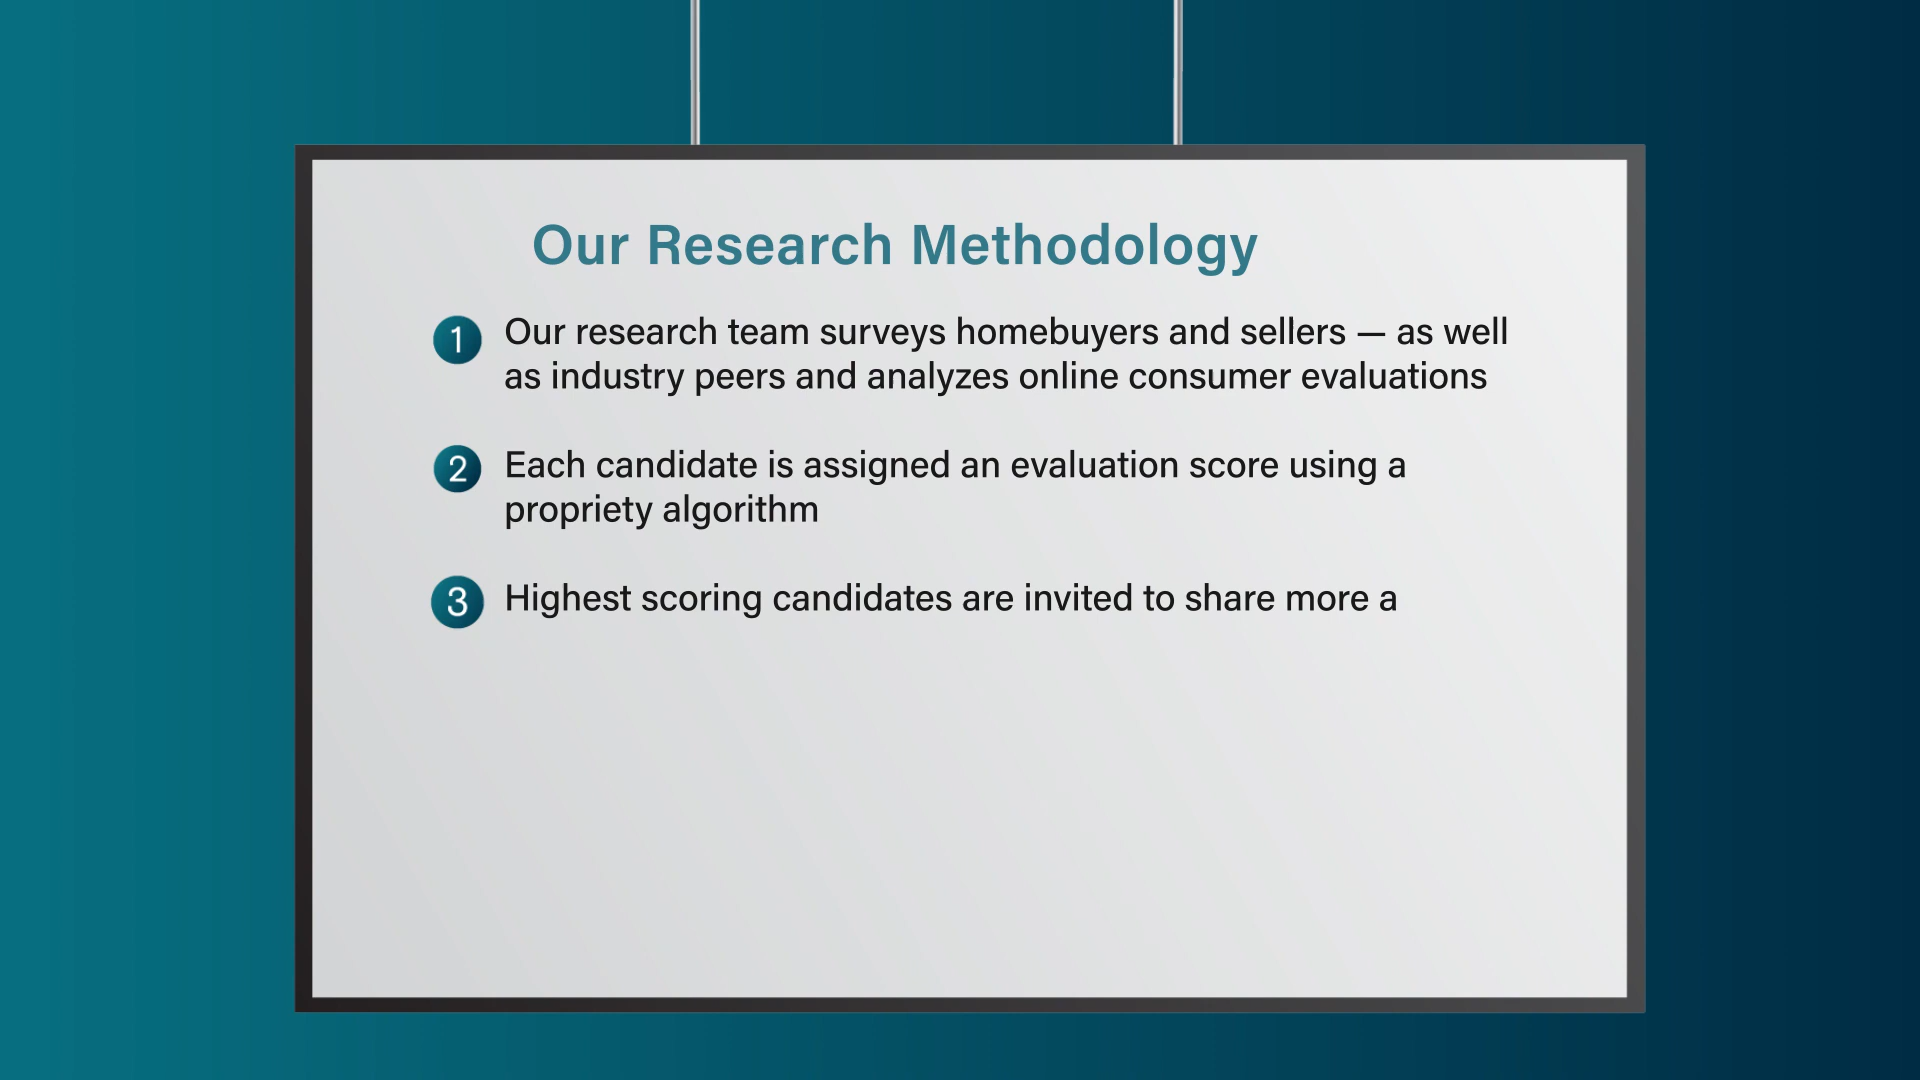 Our Research Methodology
1 Our research team surveys homebuyers and sellers — as well
as industry peers and analyzes online consumer evaluations
2 Each candidate is assigned an evaluation score using a
propriety algorithm
3 Highest scoring candidates are invited to share more a